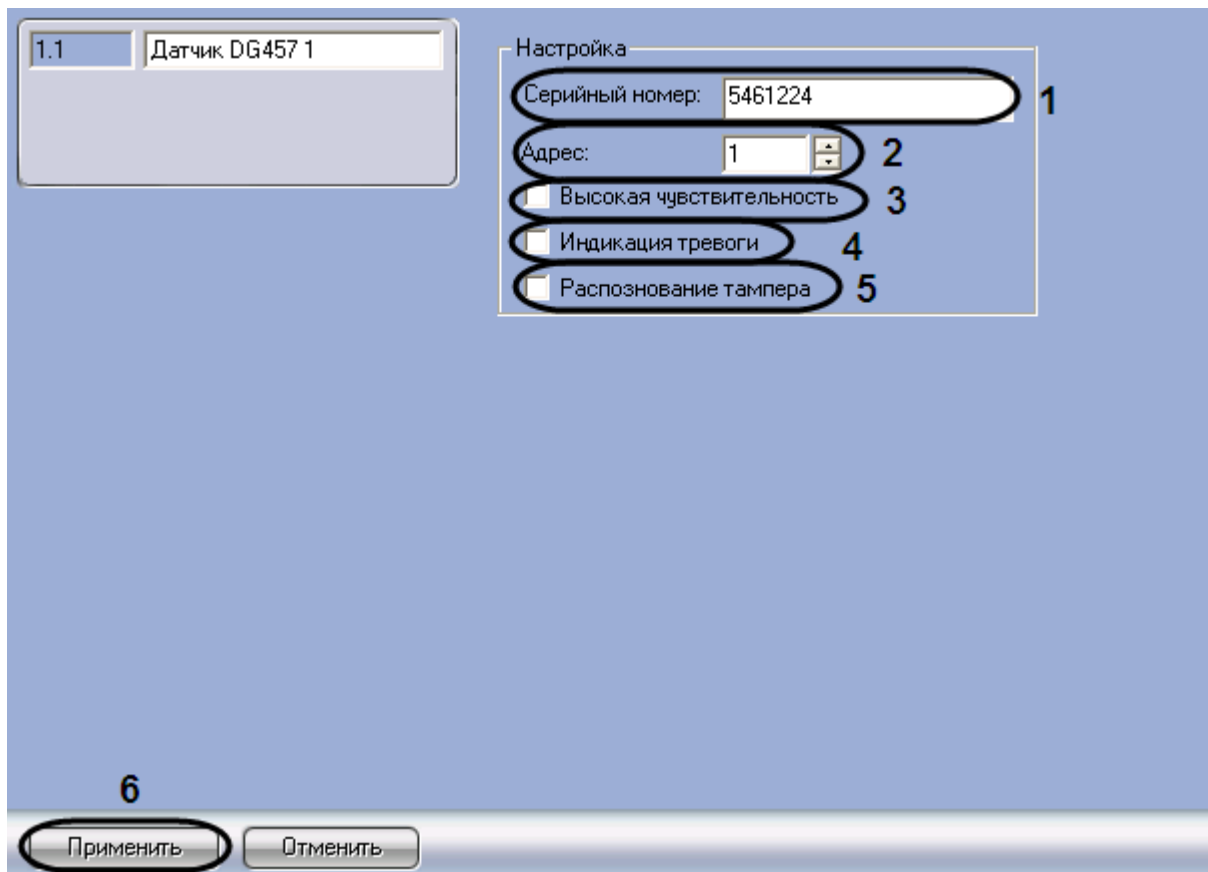 1.1 Датчик DG457 1
Настройка
Серийный номер: 5461224 1
Адрес: 1 2
Высокая чувствительность 3
Индикация тревоги 4
Распознование тампера 5
6
Применить Отменить